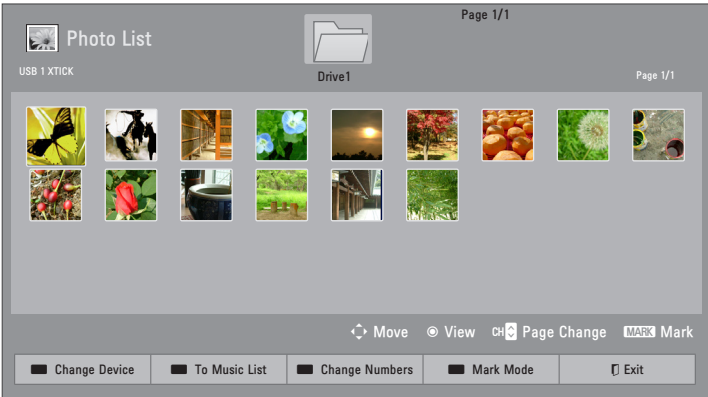 Page 1/1
Photo List
USB 1 XTICK
Drive1
Page 1/1
Move View CH Page Change MARK Mark
Change Device To Music List Change Numbers Mark Mode Exit